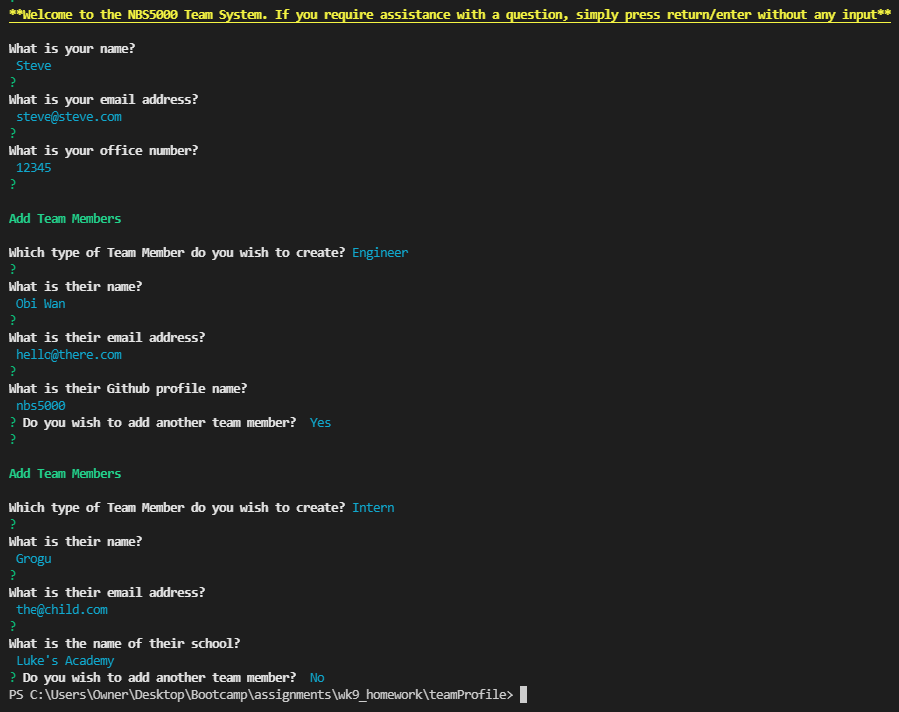 **Welcome to the NBS5000 Team System. If you require assistance with a question, simply press return/enter without any input**
What is your name?
Steve
?
What is your email address?
steve@steve.com
?
What is your office number?
12345
?
Add Team Members
Which type of Team Member do you wish to create? Engineer
?
What is their name?
Obi Wan
?
What is their email address?
hello@there.com
?
What is their Github profile name?
nbs5000
? Do you wish to add another team member? Yes
?
Add Team Members
Which type of Team Member do you wish to create? Intern
?
What is their name?
Grogu
?
What is their email address?
the@child.com
?
What is the name of their school?
Luke's Academy
? Do you wish to add another team member? No
PS C:\Users\Owner\Desktop\Bootcamp\assignments\wk9_homework\teamProfile>